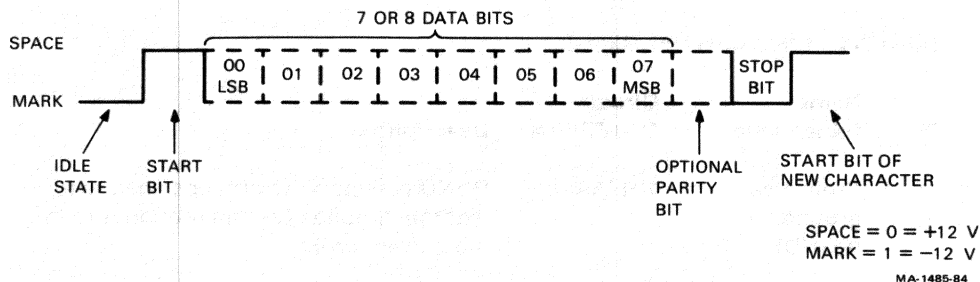 7 OR 8 DATA BITS
SPACE
MARK
00
LSB
01
02
03
04
05
06
07
MSB
STOP
BIT
IDLE
STATE
START
BIT
OPTIONAL
PARITY
BIT
START BIT OF
NEW CHARACTER
SPACE = 0 = +12 V
MARK = 1 = −12 V
MA-1485-84